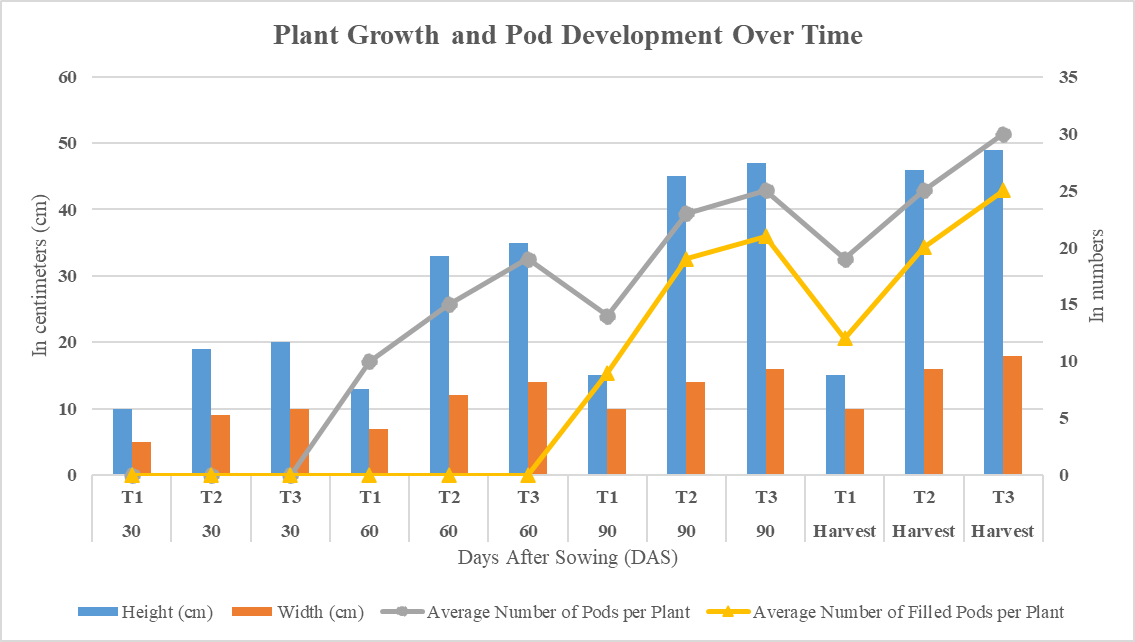 Plant Growth and Pod Development Over Time
60 35
50 30
40 25
30 20
20 15
10 10
0 5
0
In centimeters (cm)
In numbers
T1 T2 T3 T1 T2 T3 T1 T2 T3 T1 T2 T3
30 30 30 60 60 60 90 90 90 Harvest Harvest Harvest
Days After Sowing (DAS)
Height (cm) Width (cm) Average Number of Pods per Plant Average Number of Filled Pods per Plant